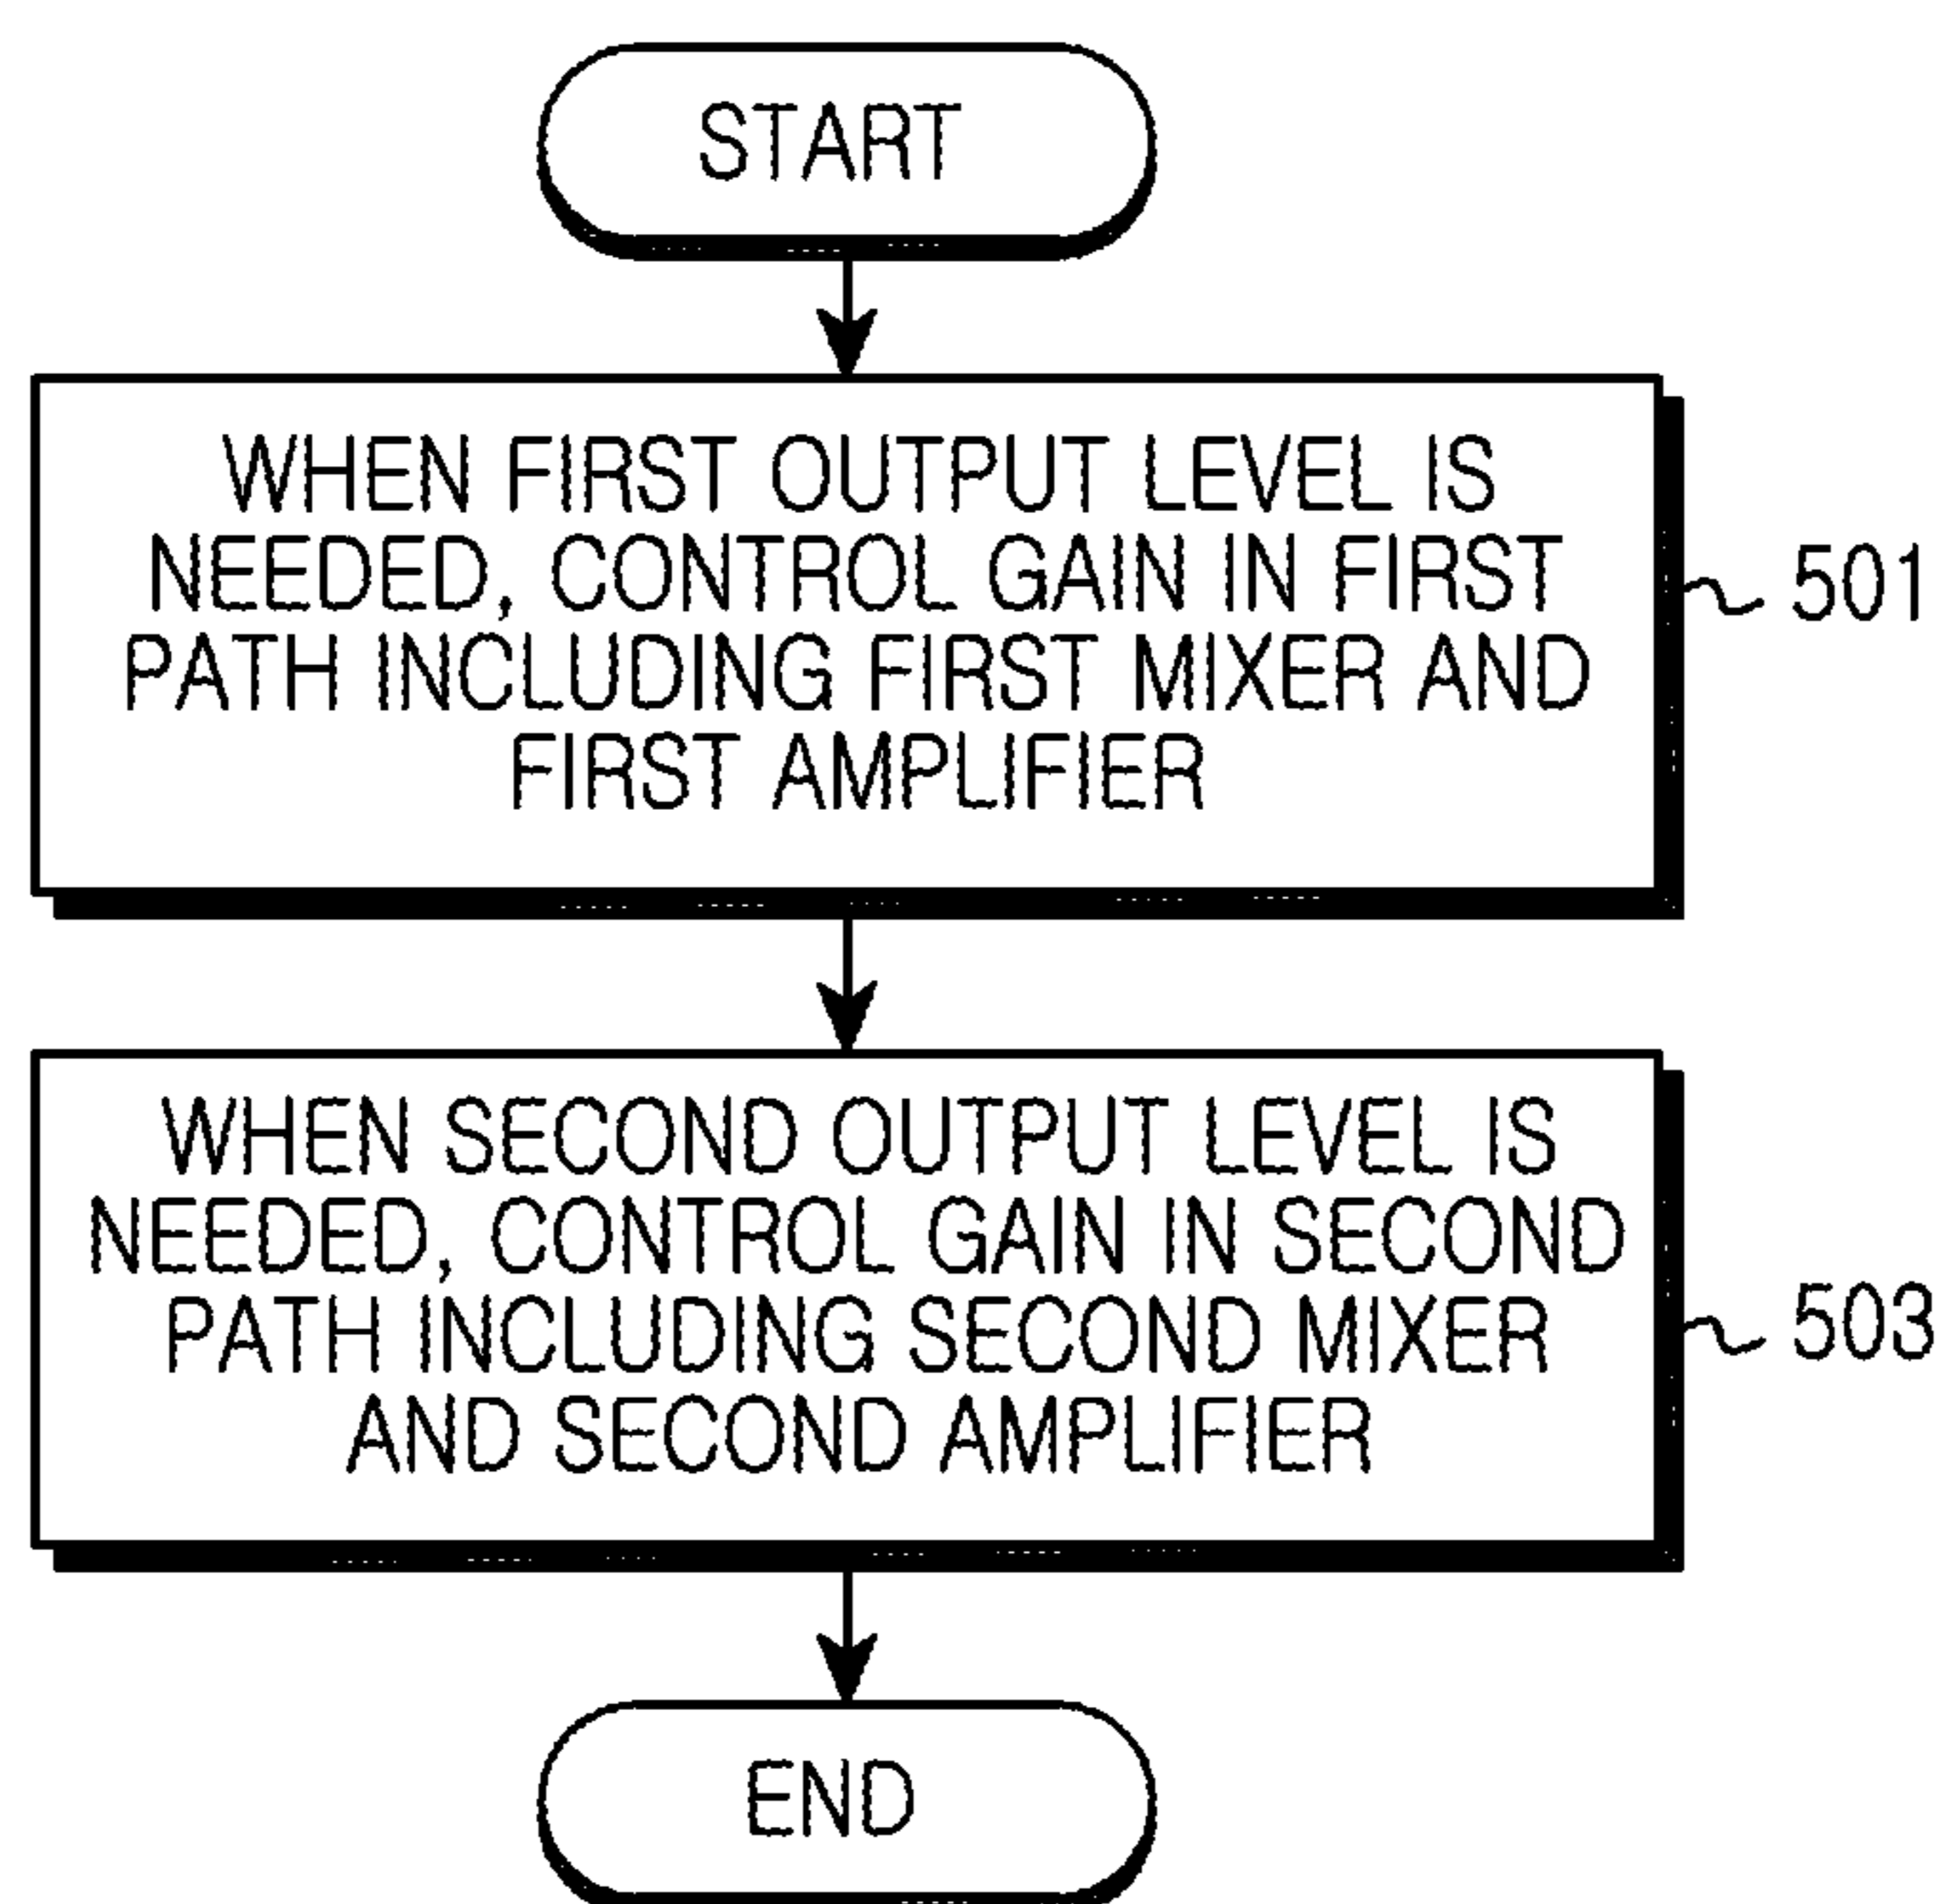 START
WHEN FIRST OUTPUT LEVEL IS
NEEDED, CONTROL GAIN IN FIRST
PATH INCLUDING FIRST MIXER AND
FIRST AMPLIFIER
501
WHEN SECOND OUTPUT LEVEL IS
NEEDED, CONTROL GAIN IN SECOND
PATH INCLUDING SECOND MIXER
AND SECOND AMPLIFIER
503
END